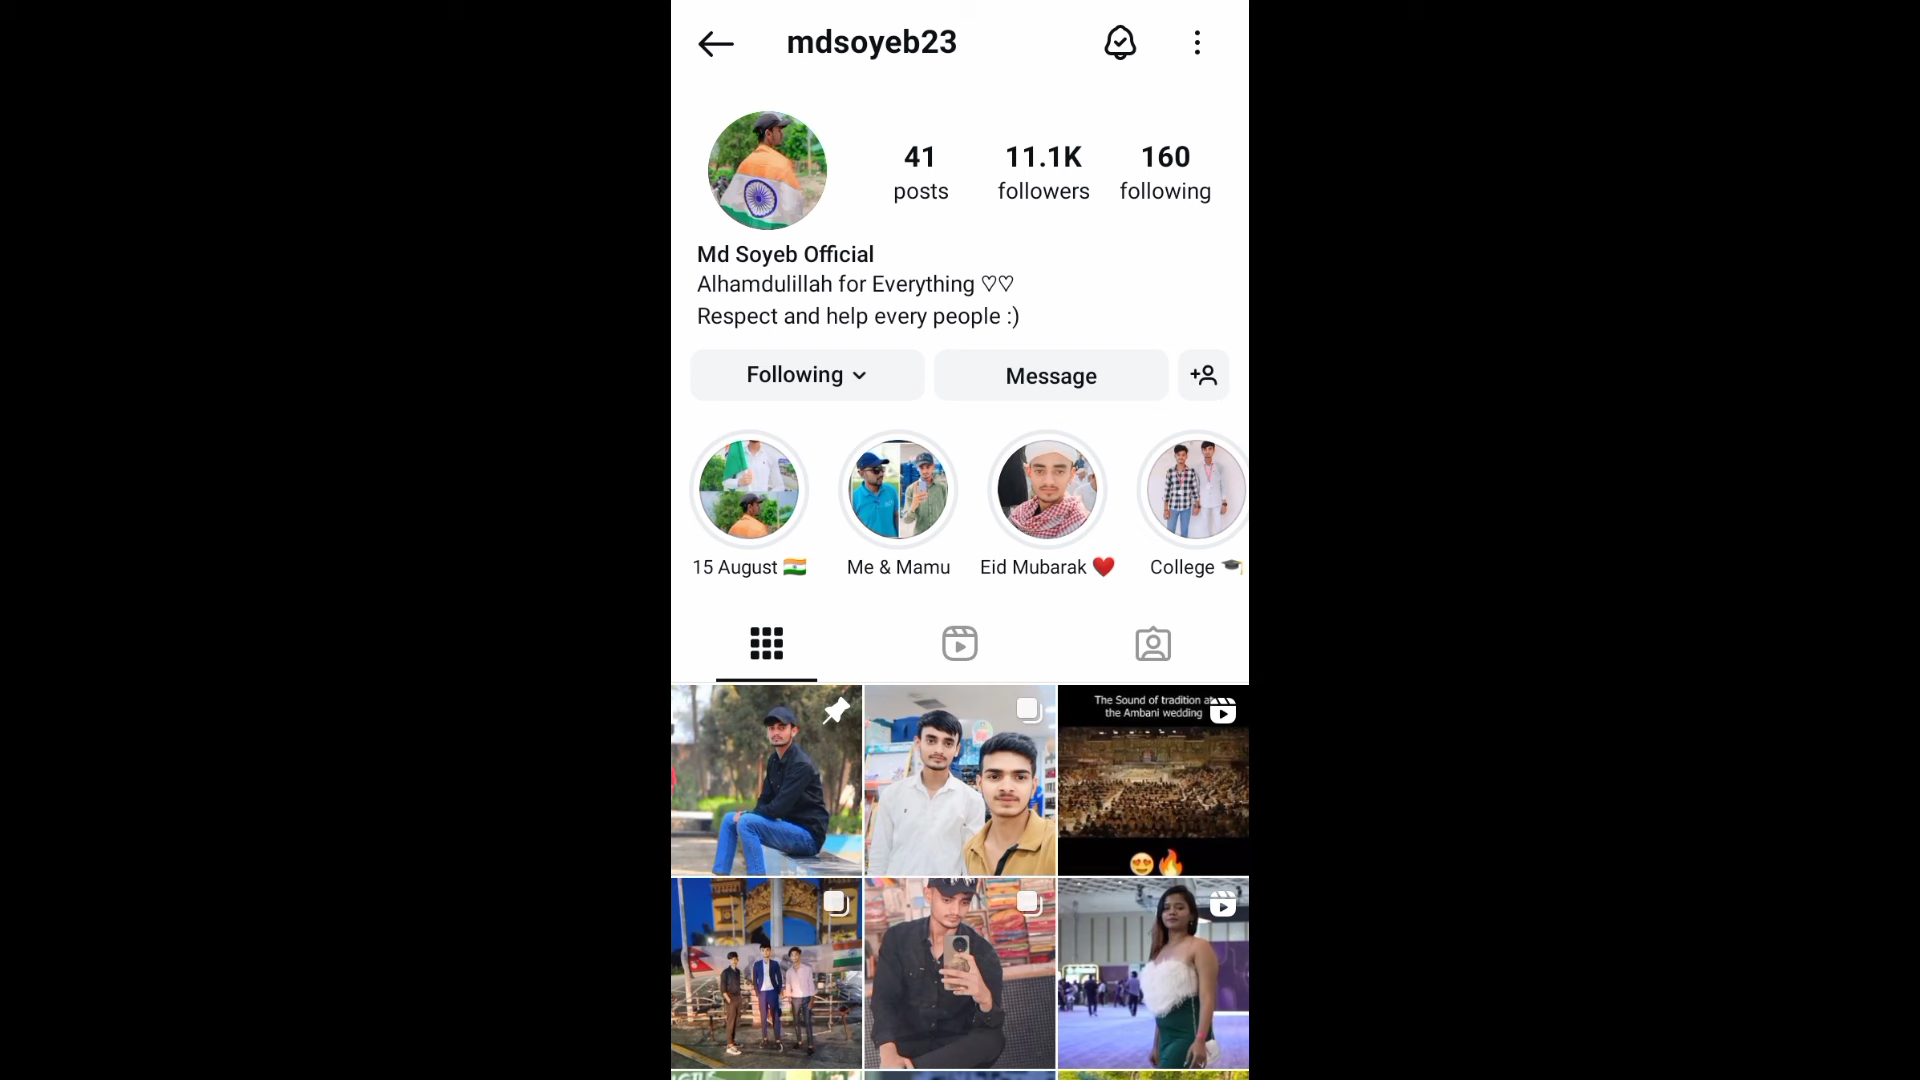 mdsoyeb23
41 11.1K 160
posts followers following
Md Soyeb Official
Alhamdulillah for Everything ♡♡
Respect and help every people :)
Following Message
15 August 🇮🇳 Me & Mamu Eid Mubarak ❤️ College 🎓
The Sound of tradition at
the Ambani wedding
😍🔥